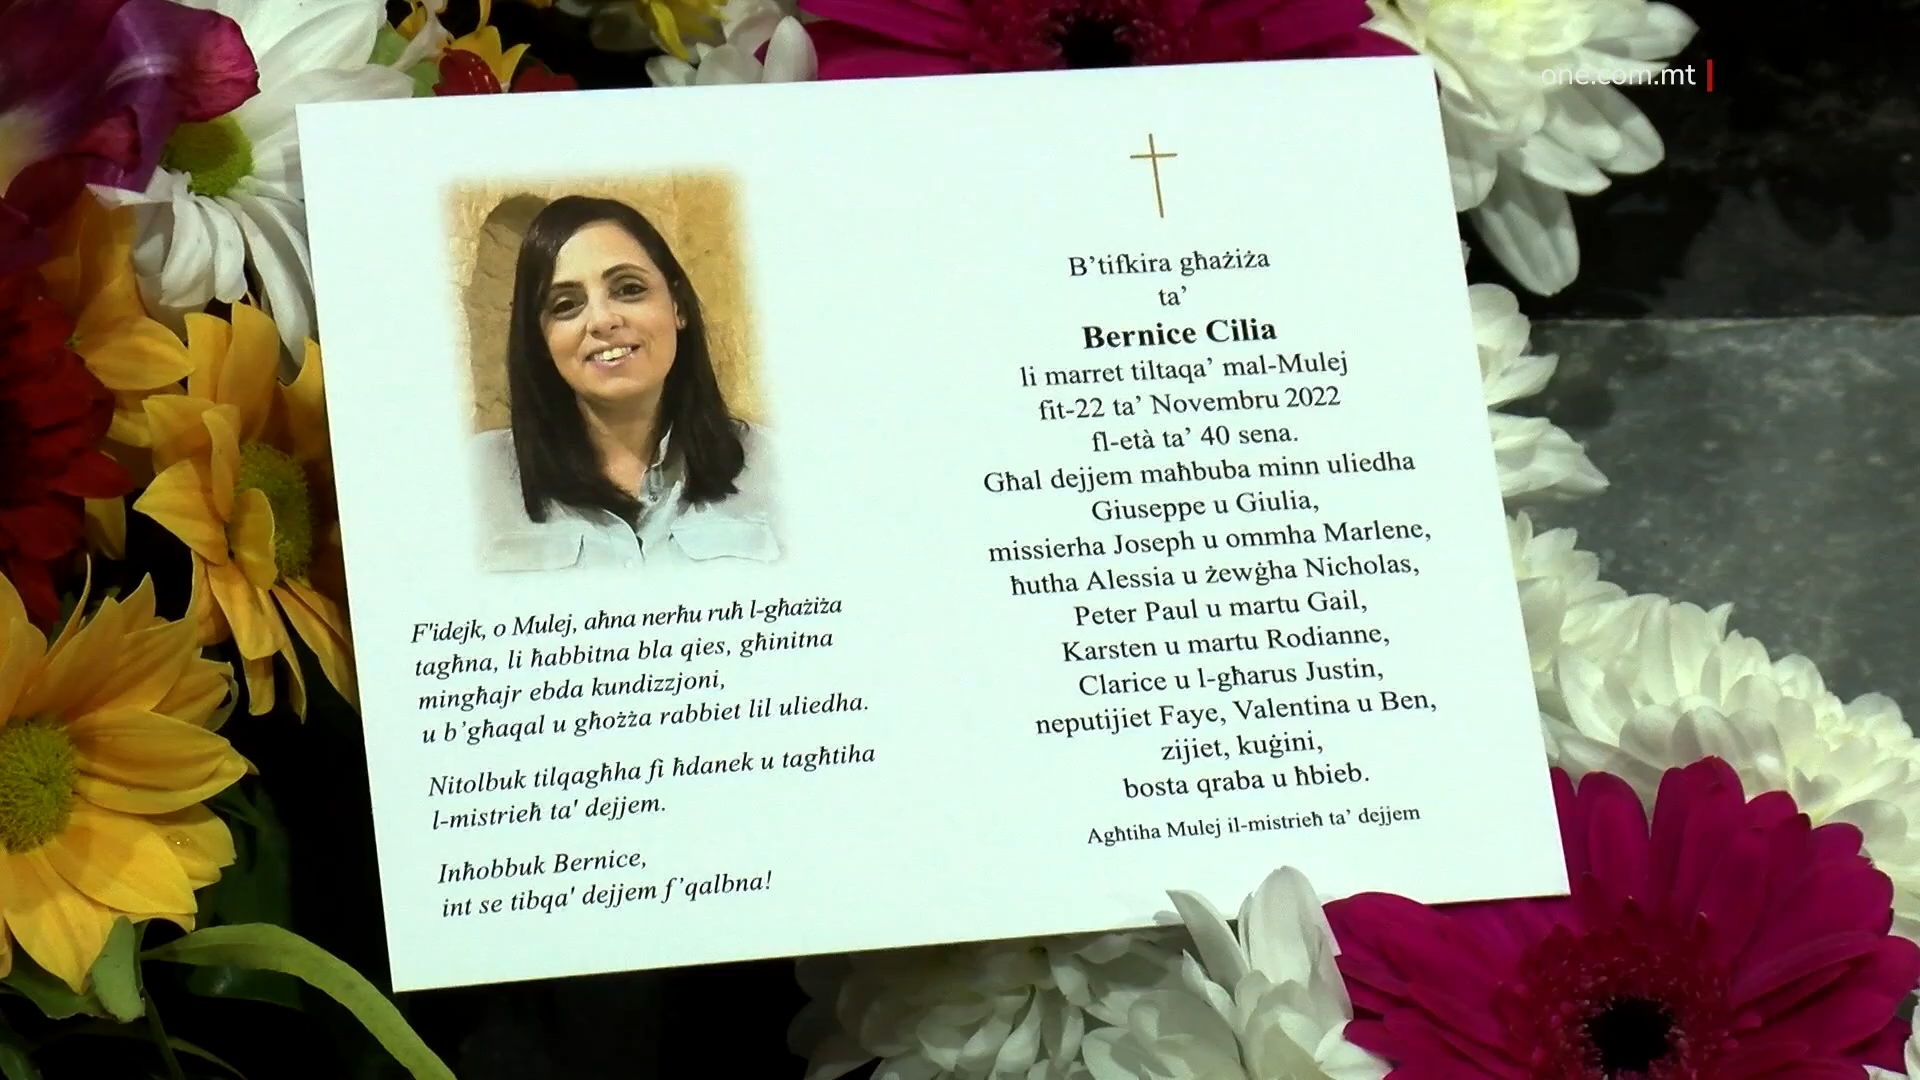 one.com.mt
F'idejk, o Mulej, aħna nerħu ruħ l-għażiża
tagħna, li ħabbitna bla qies, għinitna
mingħajr ebda kundizzjoni,
u b’għaqal u għożża rabbiet lil uliedha.
Nitolbuk tilqagħha fi ħdanek u tagħtiha
l-mistrieħ ta' dejjem.
Inħobbuk Bernice,
int se tibqa' dejjem f’qalbna!
B’tifkira għażiża
ta’
Bernice Cilia
li marret tiltaqa’ mal-Mulej
fit-22 ta’ Novembru 2022
fl-età ta’ 40 sena.
Għal dejjem maħbuba minn uliedha
Giuseppe u Giulia,
missierha Joseph u ommha Marlene,
ħutha Alessia u żewġha Nicholas,
Peter Paul u martu Gail,
Karsten u martu Rodianne,
Clarice u l-għarus Justin,
neputijiet Faye, Valentina u Ben,
zijiet, kuġini,
bosta qraba u ħbieb.
Agħtiha Mulej il-mistrieħ ta’ dejjem